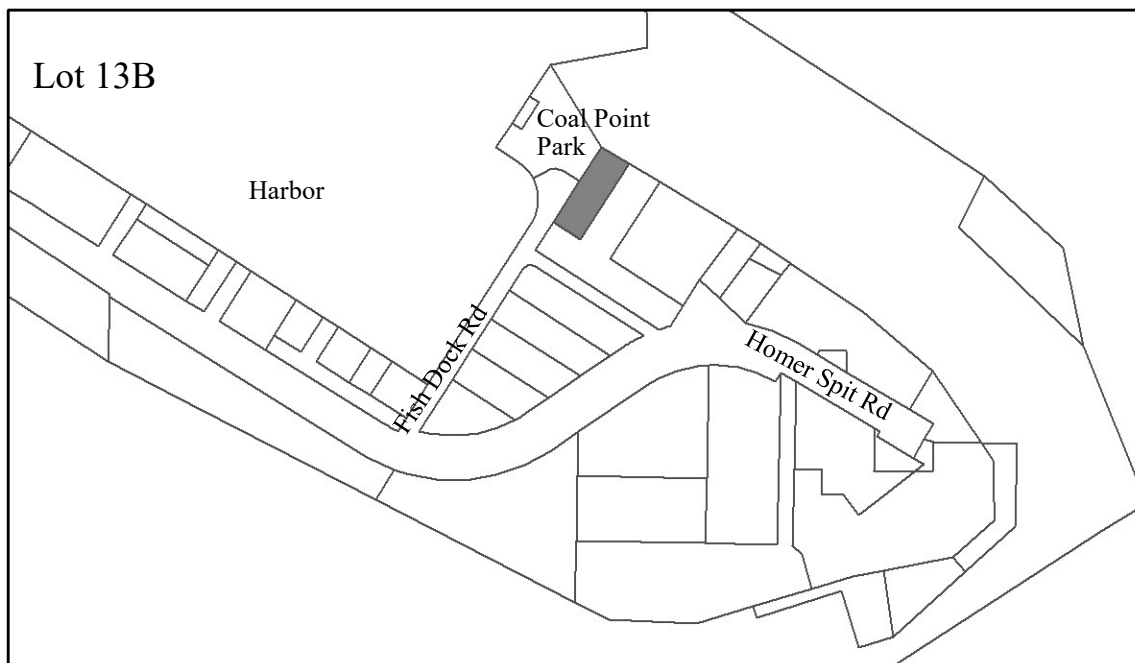 Lot 13B
Coal Point
Park
Harbor
Fish Dock Rd
Homer Spit Rd